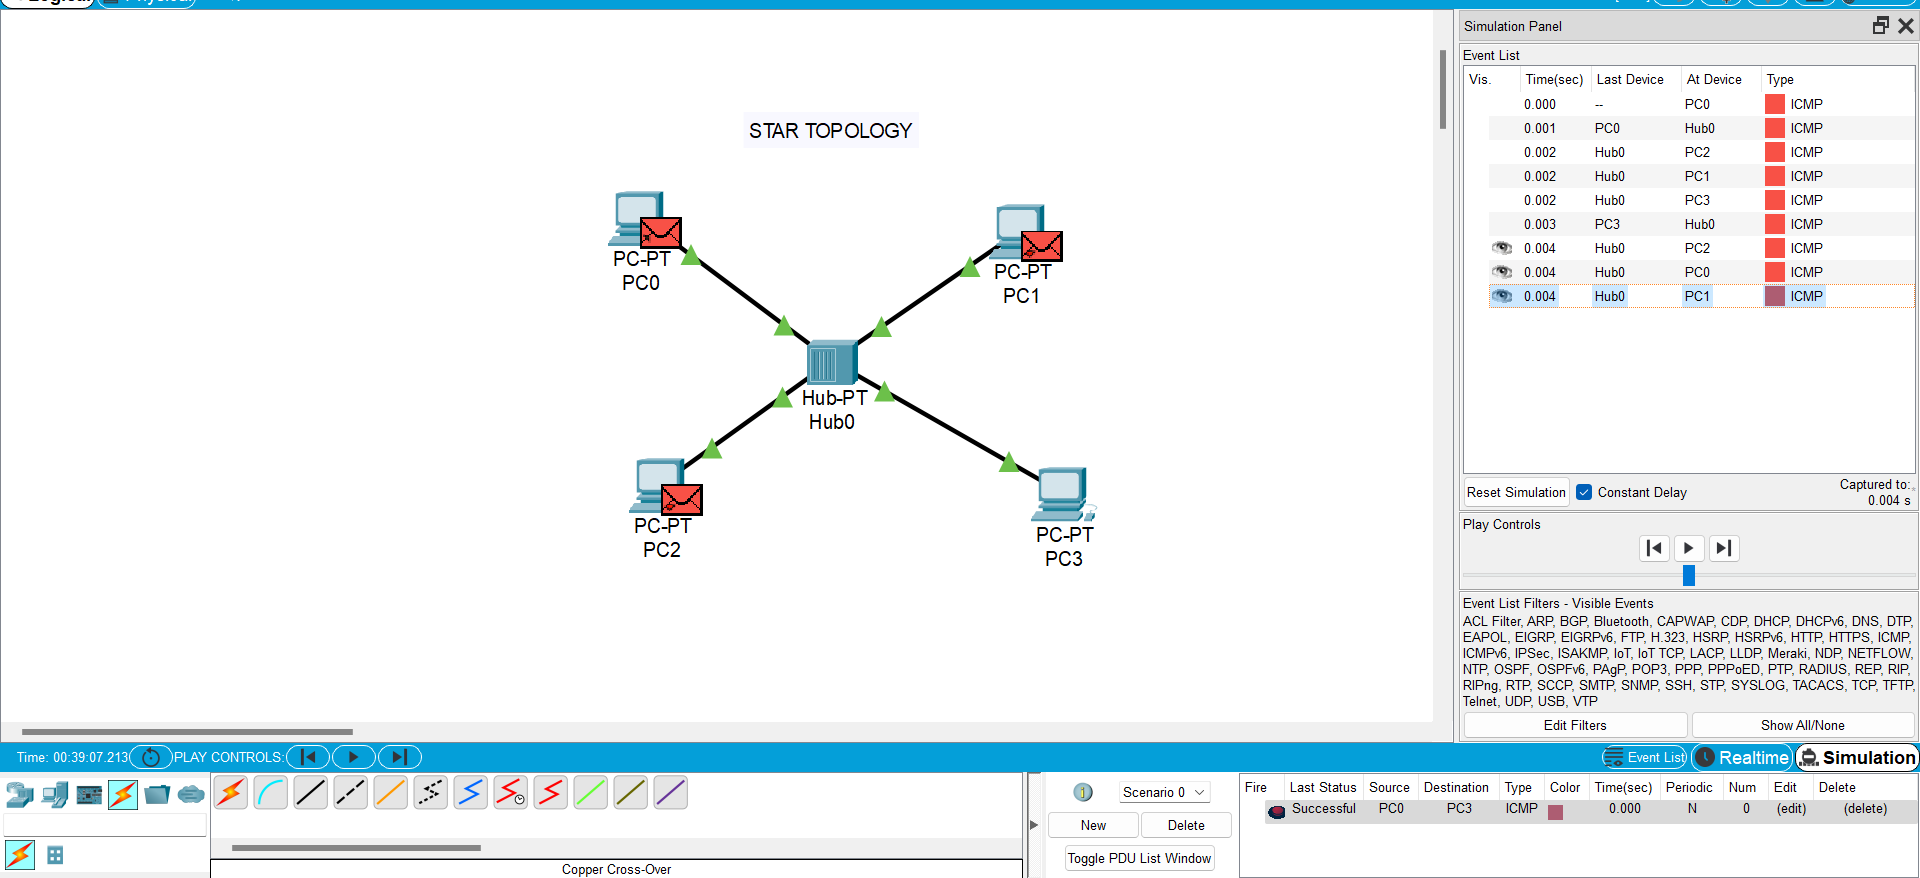 Logical Physical
Simulation Panel
Event List
Vis. Time(sec) Last Device At Device Type
0.000 -- PC0 ICMP
0.001 PC0 Hub0 ICMP
0.002 Hub0 PC2 ICMP
0.002 Hub0 PC1 ICMP
0.002 Hub0 PC3 ICMP
0.003 PC3 Hub0 ICMP
0.004 Hub0 PC2 ICMP
0.004 Hub0 PC0 ICMP
0.004 Hub0 PC1 ICMP
STAR TOPOLOGY
PC-PT
PC0
PC-PT
PC1
Hub-PT
Hub0
PC-PT
PC2
PC-PT
PC3
Reset Simulation Constant Delay Captured to:
0.004 s
Play Controls
Event List Filters - Visible Events
ACL Filter, ARP, BGP, Bluetooth, CAPWAP, CDP, DHCP, DHCPv6, DNS, DTP,
EAPOL, EIGRP, EIGRPv6, FTP, H.323, HSRP, HSRPv6, HTTP, HTTPS, ICMP,
ICMPv6, IPSec, ISAKMP, IoT, IoT TCP, LACP, LLDP, Meraki, NDP, NETFLOW,
NTP, OSPF, OSPFv6, PAgP, POP3, PPP, PPPoED, PTP, RADIUS, REP, RIP,
RIPng, RTP, SCCP, SMTP, SNMP, SSH, STP, SYSLOG, TACACS, TCP, TFTP,
Telnet, UDP, USB, VTP
Edit Filters Show All/None
Time: 00:39:07.213 PLAY CONTROLS: Event List Realtime Simulation
Scenario 0
New Delete
Toggle PDU List Window
Fire Last Status Source Destination Type Color Time(sec) Periodic Num Edit Delete
Successful PC0 PC3 ICMP 0.000 N 0 (edit) (delete)
Copper Cross-Over